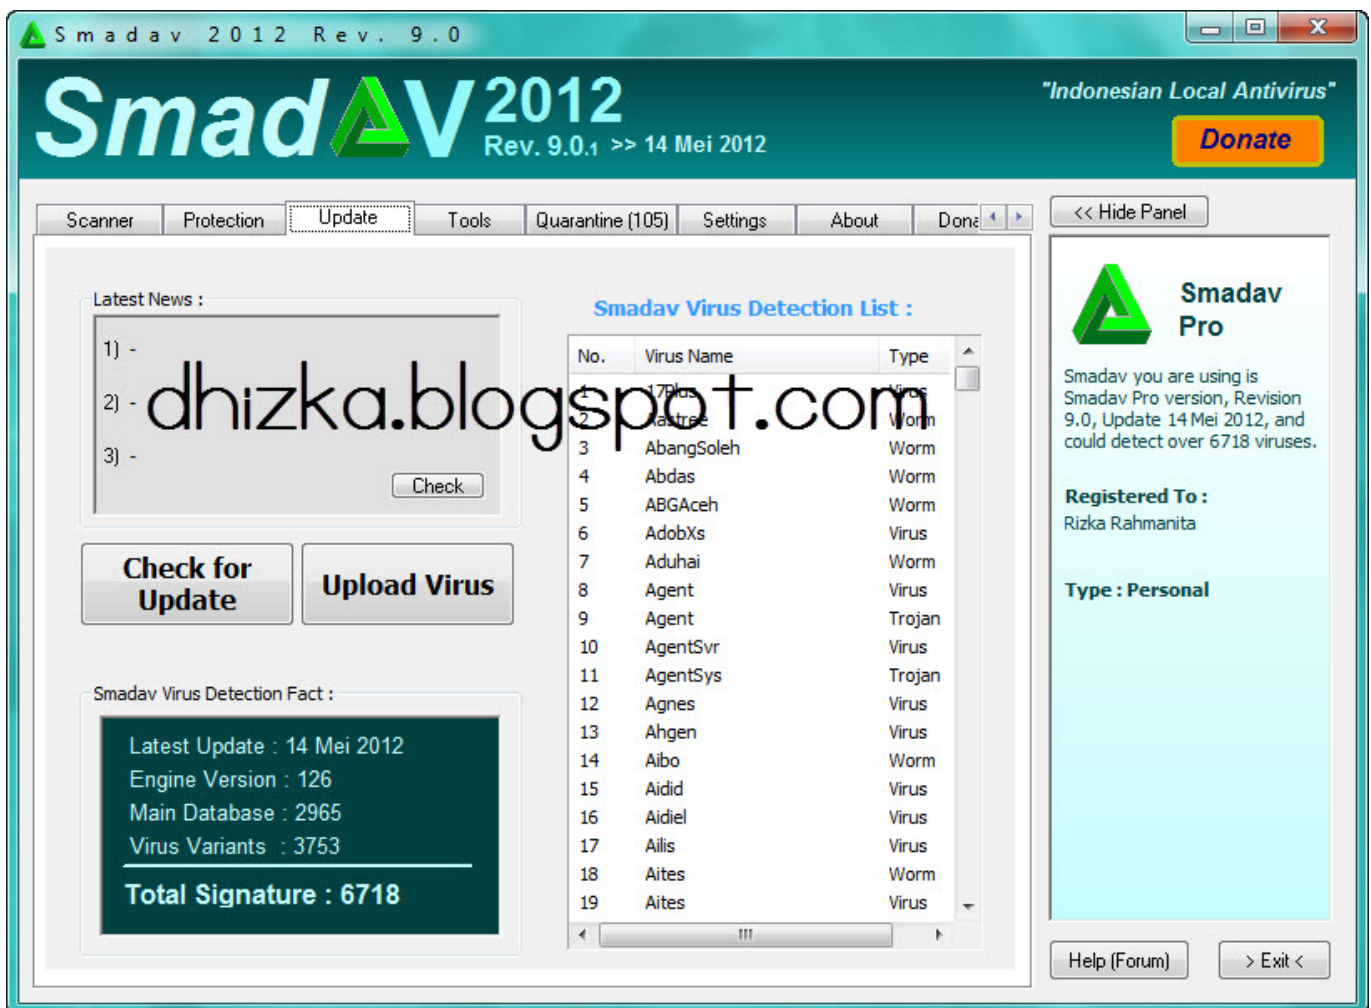 Smadav 2012 Rev. 9.0
SmadAV 2012
Rev. 9.0.1 >> 14 Mei 2012
"Indonesian Local Antivirus"
Donate
Scanner Protection Update Tools Quarantine (105) Settings About Dona
<< Hide Panel
Latest News :
1) -
2) -
3) -
Check
dhizka.blogspot.com
Check for
Update
Upload Virus
Smadav Virus Detection Fact :
Latest Update : 14 Mei 2012
Engine Version : 126
Main Database : 2965
Virus Variants : 3753
Total Signature : 6718
Smadav Virus Detection List :
No. Virus Name Type
1 17Plus Virus
2 Aastree Worm
3 AbangSoleh Worm
4 Abdas Worm
5 ABGAceh Worm
6 AdobXs Virus
7 Aduhai Worm
8 Agent Virus
9 Agent Trojan
10 AgentSvr Virus
11 AgentSys Trojan
12 Agnes Virus
13 Ahgen Virus
14 Aibo Worm
15 Aidid Virus
16 Aidiel Virus
17 Ailis Virus
18 Aites Worm
19 Aites Virus
Smadav
Pro
Smadav you are using is
Smadav Pro version, Revision
9.0, Update 14 Mei 2012, and
could detect over 6718 viruses.
Registered To :
Rizka Rahmanita
Type : Personal
Help (Forum)
> Exit <